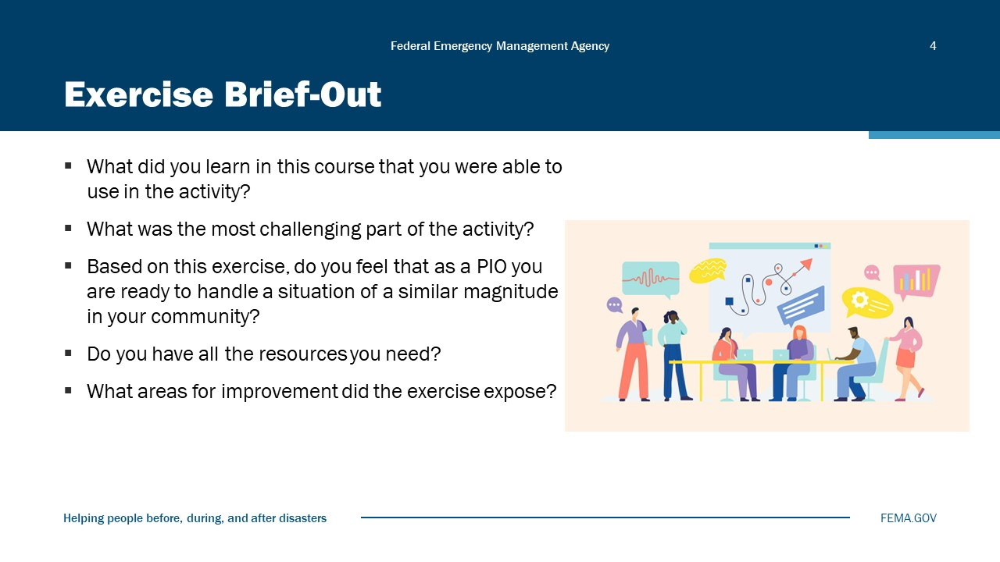 Federal Emergency Management Agency
4
Exercise Brief-Out
▪ What did you learn in this course that you were able to
use in the activity?
▪ What was the most challenging part of the activity?
▪ Based on this exercise, do you feel that as a PIO you
are ready to handle a situation of a similar magnitude
in your community?
▪ Do you have all the resources you need?
▪ What areas for improvement did the exercise expose?
Helping people before, during, and after disasters
FEMA.GOV